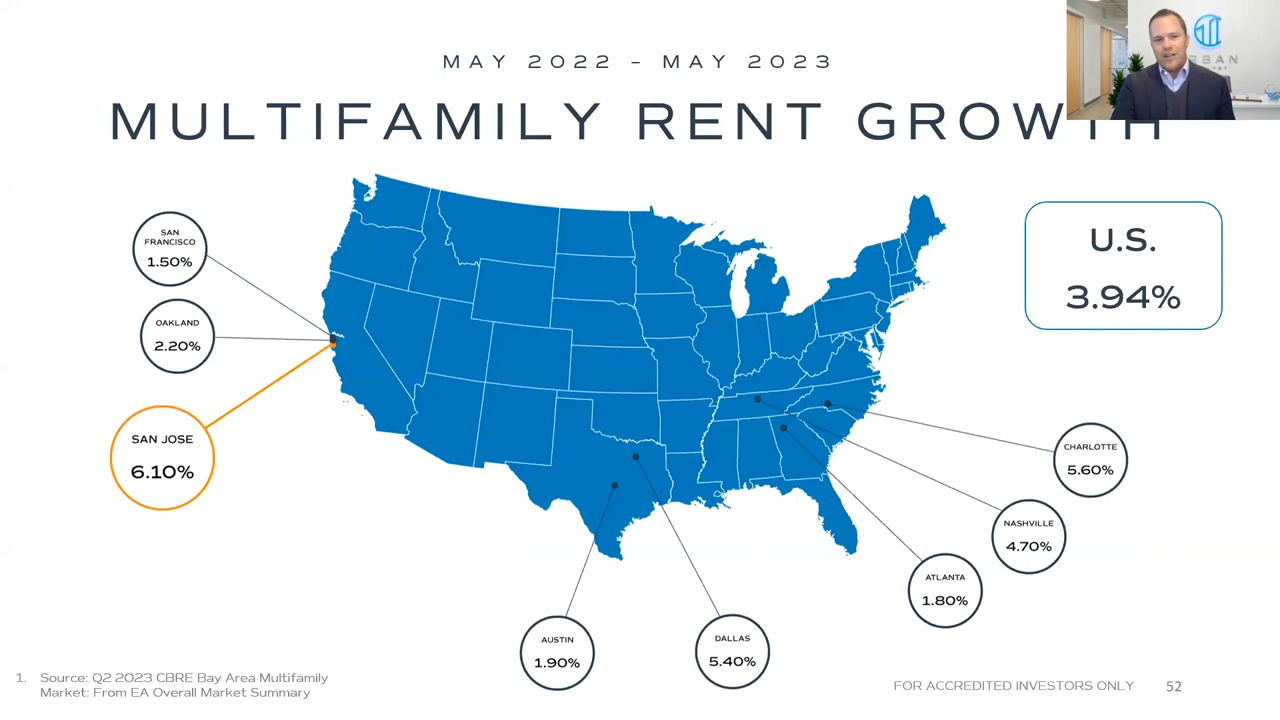 MAY 2022 – MAY 2023
MULTIFAMILY RENT GROWTH
SAN
FRANCISCO
1.50%
OAKLAND
2.20%
SAN JOSE
6.10%
U.S.
3.94%
CHARLOTTE
5.60%
NASHVILLE
4.70%
ATLANTA
1.80%
AUSTIN
1.90%
DALLAS
5.40%
1. Source: Q2 2023 CBRE Bay Area Multifamily
Market: From EA Overall Market Summary
FOR ACCREDITED INVESTORS ONLY 52